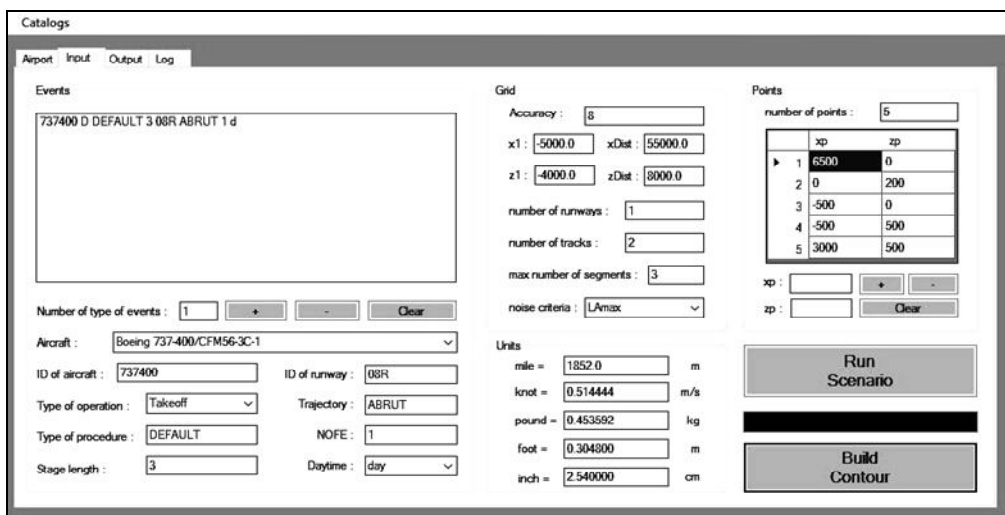 Catalogs
Airport Input Output Log
Events
737400 D DEFAULT 3 08R ABRUT 1 d
Number of type of events : 1 + - Clear
Aircraft : Boeing 737-400/CFM56-3C-1
ID of aircraft : 737400 ID of runway : 08R
Type of operation : Takeoff Trajectory : ABRUT
Type of procedure : DEFAULT NOFE : 1
Stage length : 3 Daytime : day
Grid
Accuracy : 8
x1 : -5000.0 xDist : 55000.0
z1 : -4000.0 zDist : 8000.0
number of runways : 1
number of tracks : 2
max number of segments : 3
noise criteria : LAmax
Units
mile = 1852.0 m
knot = 0.514444 m/s
pound = 0.453592 kg
foot = 0.304800 m
inch = 2.540000 cm
Points
number of points : 5
xp zp
1 6500 0
2 0 200
3 -500 0
4 -500 500
5 3000 500
xp : + -
zp : Clear
Run
Scenario
Build
Contour